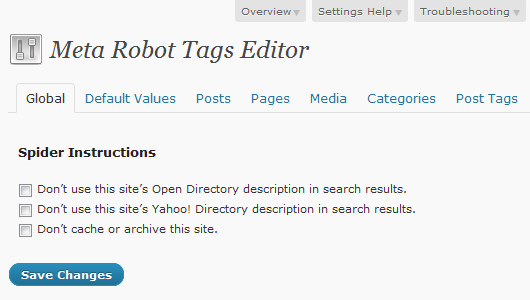 Overview Settings Help Troubleshooting
Meta Robot Tags Editor
Global Default Values Posts Pages Media Categories Post Tags
Spider Instructions
Don’t use this site’s Open Directory description in search results.
Don’t use this site’s Yahoo! Directory description in search results.
Don’t cache or archive this site.
Save Changes